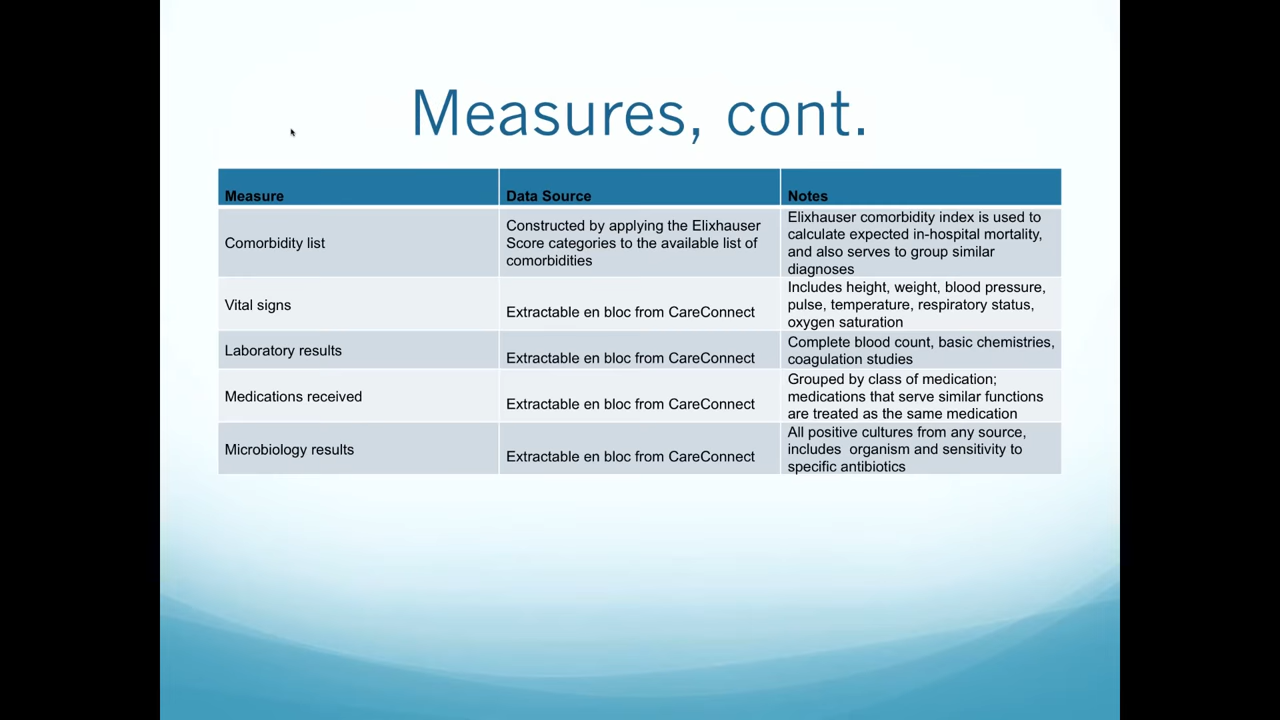 Measures, cont.
Measure
Data Source
Notes
Comorbidity list
Constructed by applying the Elixhauser
Score categories to the available list of
comorbidities
Elixhauser comorbidity index is used to
calculate expected in-hospital mortality,
and also serves to group similar
diagnoses
Vital signs
Extractable en bloc from CareConnect
Includes height, weight, blood pressure,
pulse, temperature, respiratory status,
oxygen saturation
Laboratory results
Extractable en bloc from CareConnect
Complete blood count, basic chemistries,
coagulation studies
Medications received
Extractable en bloc from CareConnect
Grouped by class of medication;
medications that serve similar functions
are treated as the same medication
Microbiology results
Extractable en bloc from CareConnect
All positive cultures from any source,
includes  organism and sensitivity to
specific antibiotics